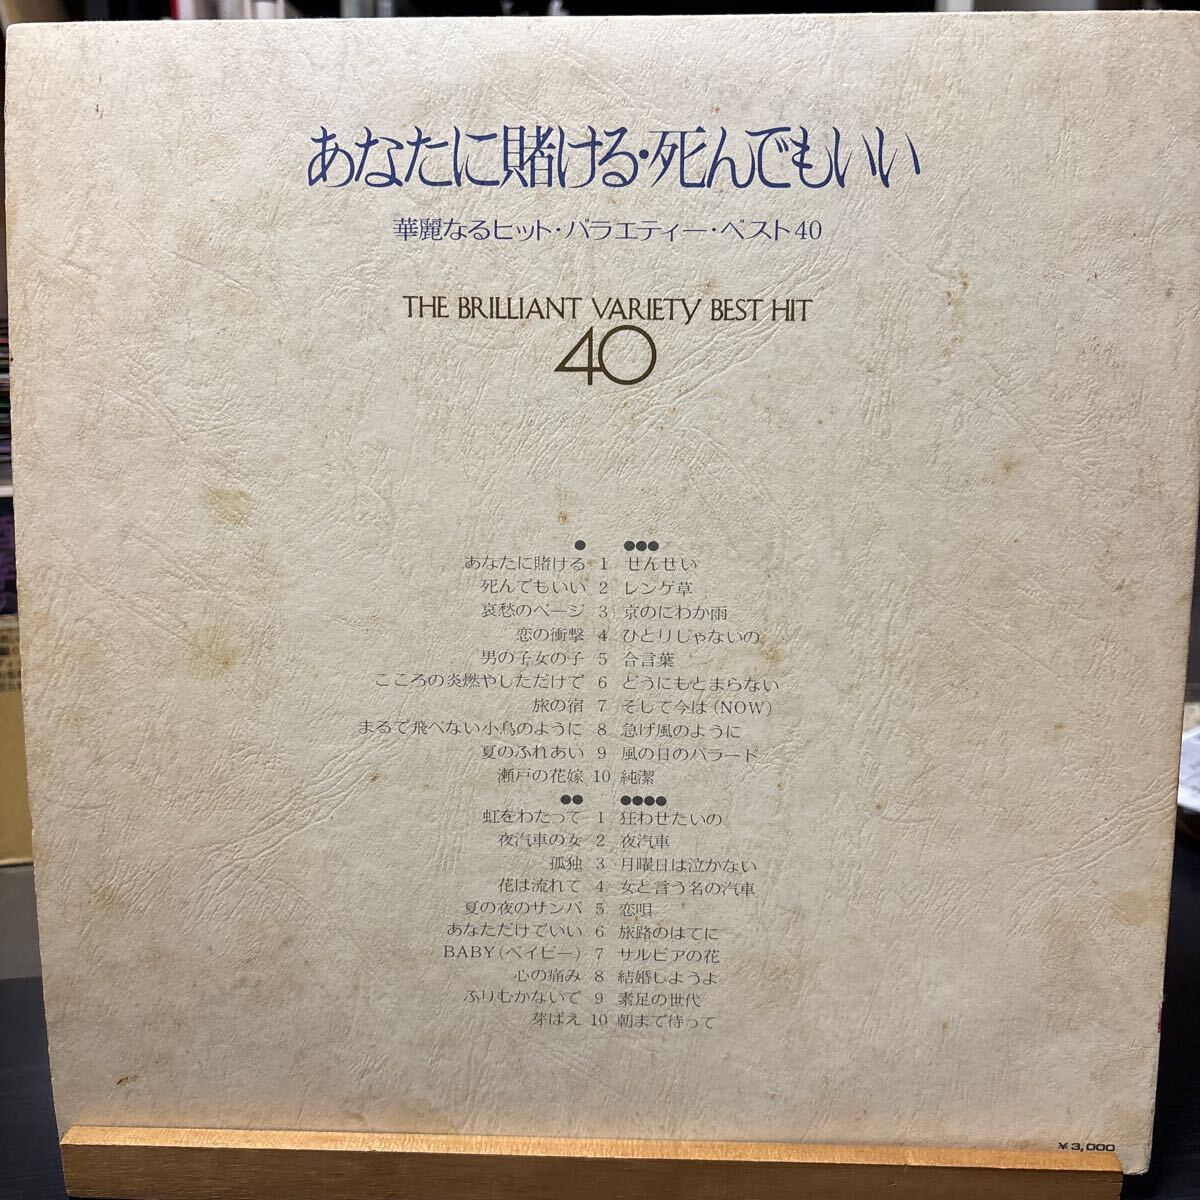 あなたに賭ける・死んでもいい
華麗なるヒット・バラエティー・ベスト40
THE BRILLIANT VARIETY BEST HIT
40
● ●●●
あなたに賭ける 1 せんせい
死んでもいい 2 レンゲ草
哀愁のページ 3 京のにわか雨
恋の衝撃 4 ひとりじゃないの
男の子女の子 5 合言葉
こころの炎燃やしただけで 6 どうにもとまらない
旅の宿 7 そして今は(NOW)
まるで飛べない小鳥のように 8 急げ風のように
夏のふれあい 9 風の日のバラード
瀬戸の花嫁 10 純潔
●● ●●●●
虹をわたって 1 狂わせたいの
夜汽車の女 2 夜汽車
孤独 3 月曜日は泣かない
花は流れて 4 女と言う名の汽車
夏の夜のサンバ 5 恋唄
あなただけでいい 6 旅路のはてに
BABY(ベイビー) 7 サルビアの花
心の痛み 8 結婚しようよ
ふりむかないで 9 素足の世代
芽ばえ 10 朝まで待って
¥3,000